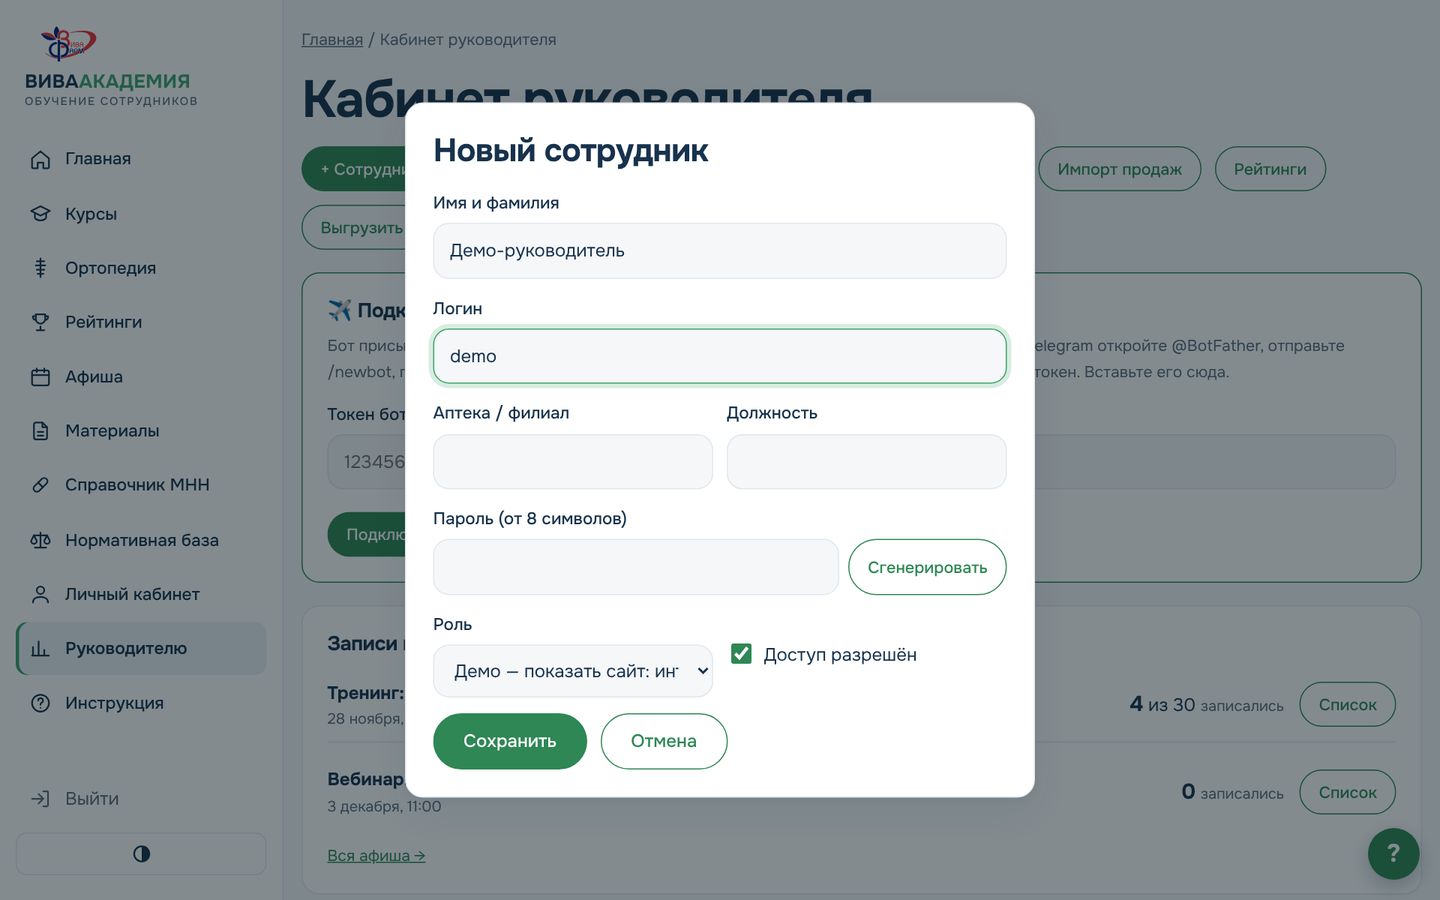 ВИВААКАДЕМИЯ
ОБУЧЕНИЕ СОТРУДНИКОВ
Главная
Курсы
Ортопедия
Рейтинги
Афиша
Материалы
Справочник МНН
Нормативная база
Личный кабинет
Руководителю
Инструкция
Выйти
Главная / Кабинет руководителя
Кабинет руководителя
+ Сотрудни
Импорт продаж
Рейтинги
Выгрузить
Новый сотрудник
Имя и фамилия
Демо-руководитель
Логин
demo
Аптека / филиал
Должность
Пароль (от 8 символов)
Сгенерировать
Роль
Демо — показать сайт: инт
Доступ разрешён
Сохранить
Отмена
Подк
Бот присы
elegram откройте @BotFather, отправьте
/newbot,
токен. Вставьте его сюда.
Токен бот
123456
Подклю
Записи
Тренинг:
28 ноября,
4 из 30 записались
Список
Вебинар
3 декабря, 11:00
0 записались
Список
Вся афиша →
?